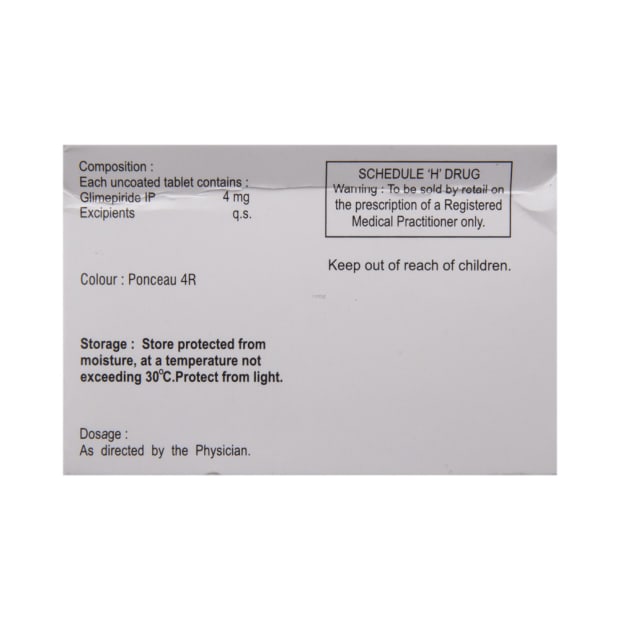 Composition :
Each uncoated tablet contains :
Glimepiride IP 4 mg
Excipients q.s.
Colour : Ponceau 4R
Storage : Store protected from
moisture, at a temperature not
exceeding 30°C.Protect from light.
Dosage :
As directed by the Physician.
SCHEDULE 'H' DRUG
Warning : To be sold by retail on
the prescription of a Registered
Medical Practitioner only.
Keep out of reach of children.